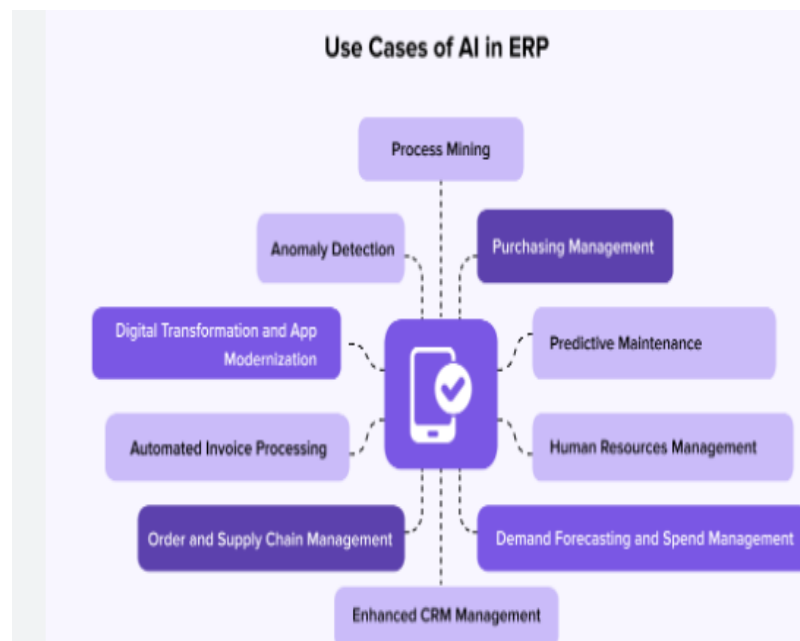 Use Cases of AI in ERP
Process Mining
Anomaly Detection
Purchasing Management
Digital Transformation and App
Modernization
Predictive Maintenance
Automated Invoice Processing
Human Resources Management
Order and Supply Chain Management
Demand Forecasting and Spend Management
Enhanced CRM Management